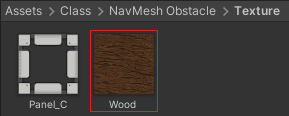 Assets > Class > NavMesh Obstacle > Texture
Panel_C
Wood